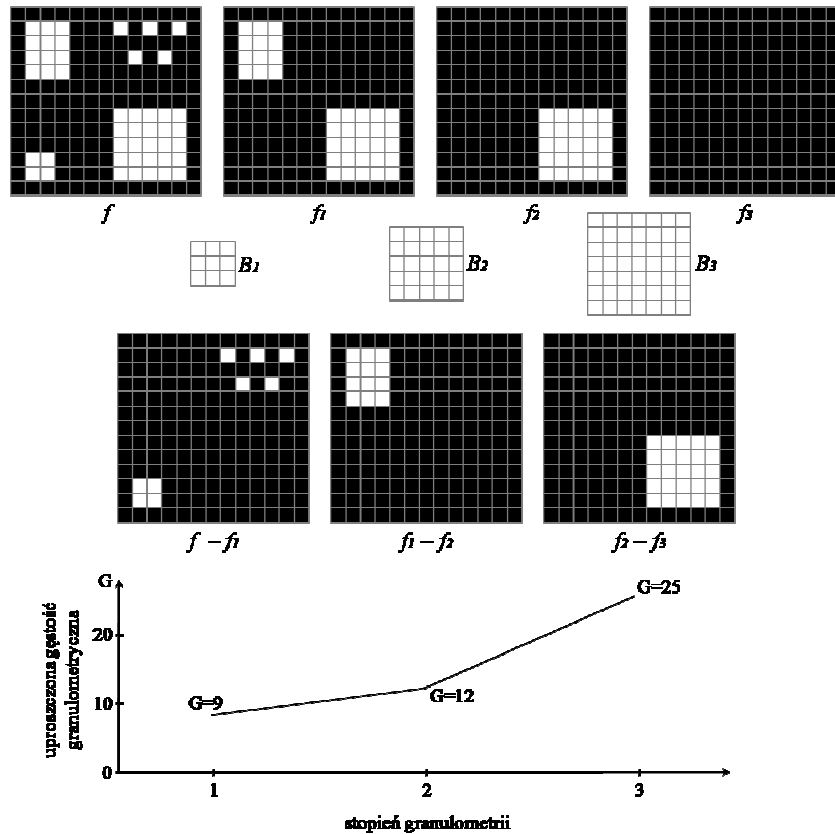 f f1 f2 f3
B1 B2 B3
f – f1 f1 – f2 f2 – f3
G
uproszczona gęstość
granulometryczna
20
10
0
G=9
G=12
G=25
1 2 3
stopień granulometrii